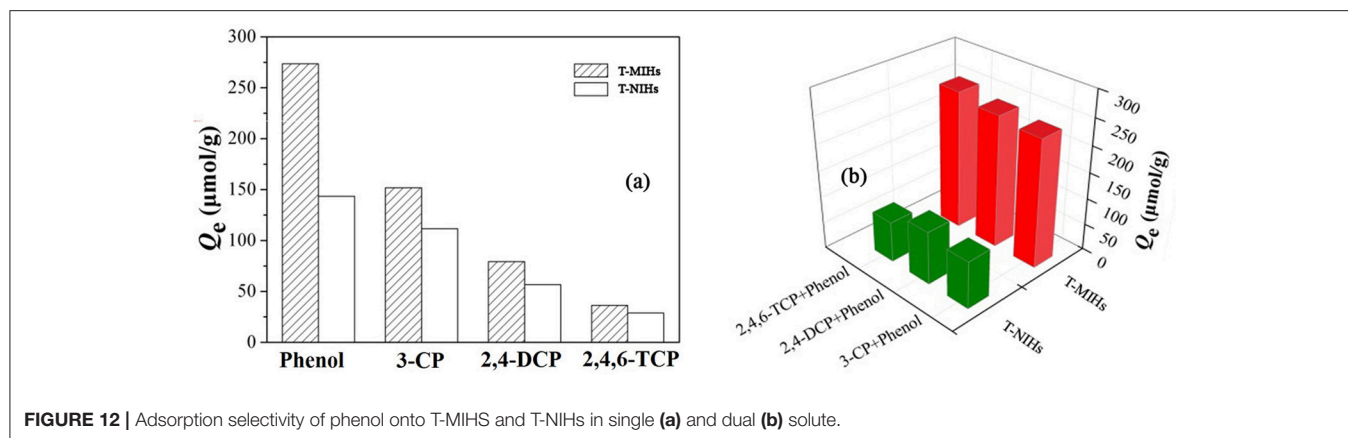 300
250
200
150
100
50
0
Qe (μmol/g)
T-MIHs
T-NIHs
(a)
Phenol 3-CP 2,4-DCP 2,4,6-TCP
(b)
300
250
200
150
100
50
0
Qe (μmol/g)
2,4,6-TCP+Phenol
2,4-DCP+Phenol
3-CP+Phenol
T-NIHs
T-MIHs
FIGURE 12 | Adsorption selectivity of phenol onto T-MIHS and T-NIHs in single (a) and dual (b) solute.